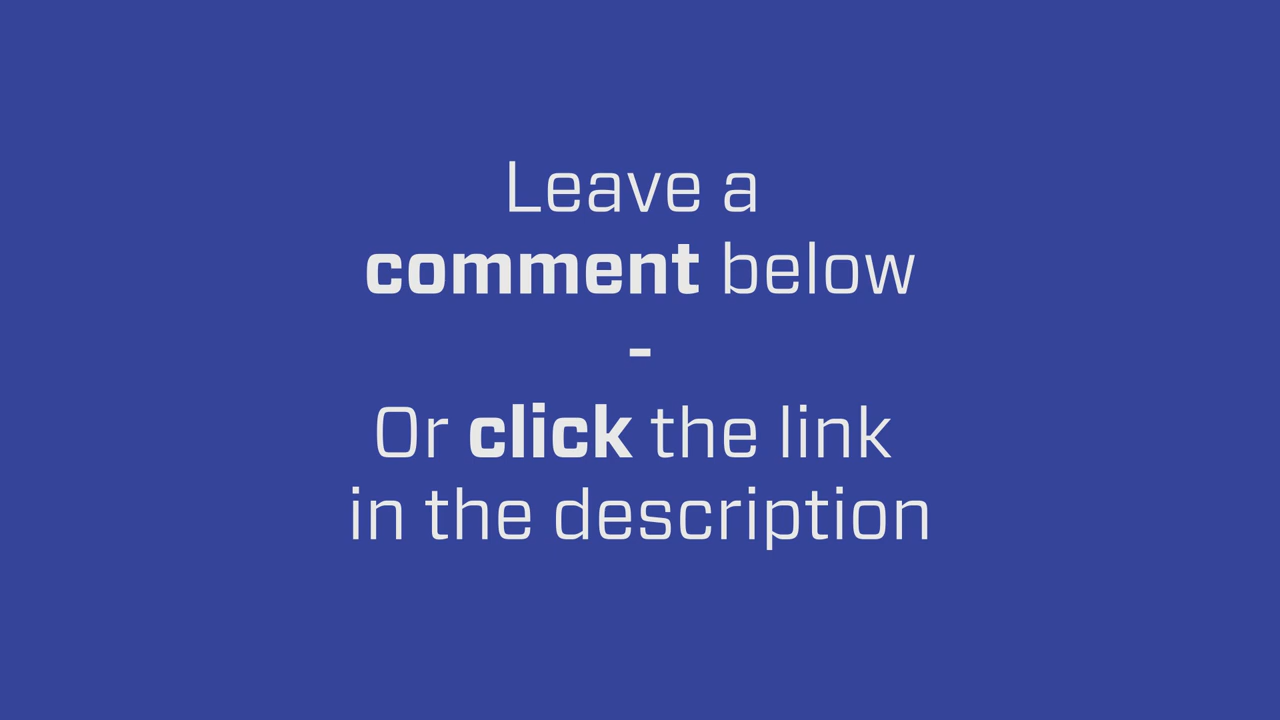 Leave a
comment below
-
Or click the link
in the description